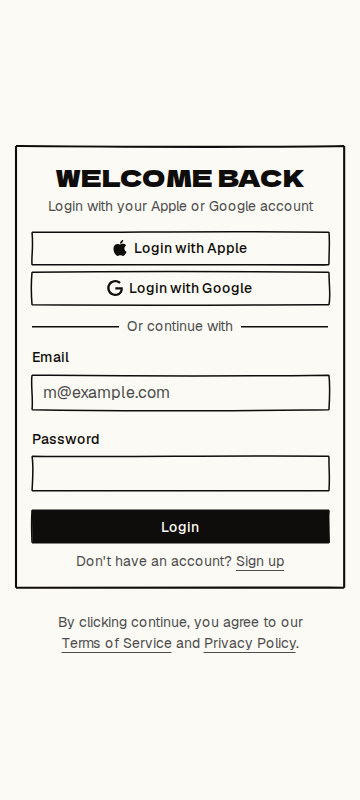 WELCOME BACK
Login with your Apple or Google account
Login with Apple
Login with Google
Or continue with
Email
m@example.com
Password
Login
Don't have an account? Sign up
By clicking continue, you agree to our
Terms of Service and Privacy Policy.